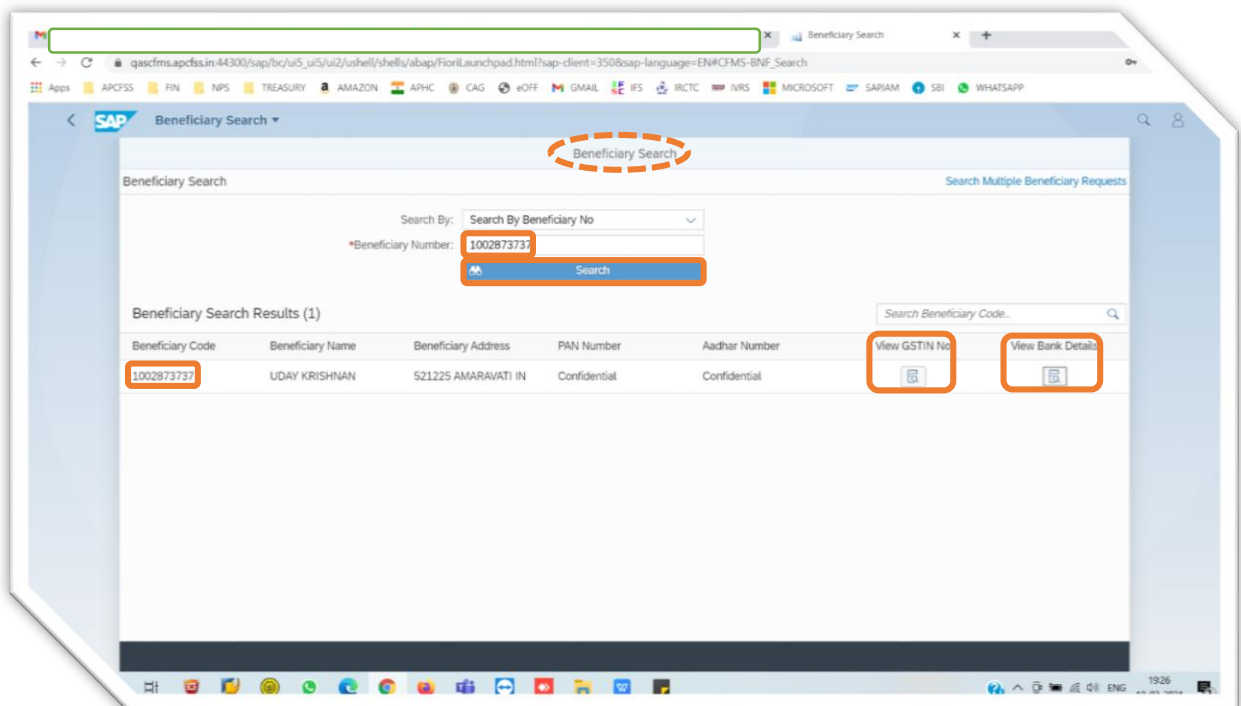 Beneficiary Search
qascfms.apcfss.in:44300/sap/bc/ui5_ui5/ui2/ushell/shells/abap/FioriLaunchpad.html?sap-client=350&sap-language=EN#CFMS-BNF_Search
Apps APCFSS FIN NPS TREASURY AMAZON APHC CAG eOFF GMAIL IFS IRCTC IVRS MICROSOFT SAPJAM SBI WHATSAPP
SAP Beneficiary Search
Beneficiary Search
Beneficiary Search Search Multiple Beneficiary Requests
Search By: Search By Beneficiary No
*Beneficiary Number: 1002873737
Search
Beneficiary Search Results (1) Search Beneficiary Code..
Beneficiary Code Beneficiary Name Beneficiary Address PAN Number Aadhar Number View GSTIN No View Bank Details
1002873737 UDAY KRISHNAN 521225 AMARAVATI IN Confidential Confidential
ENG 19:26